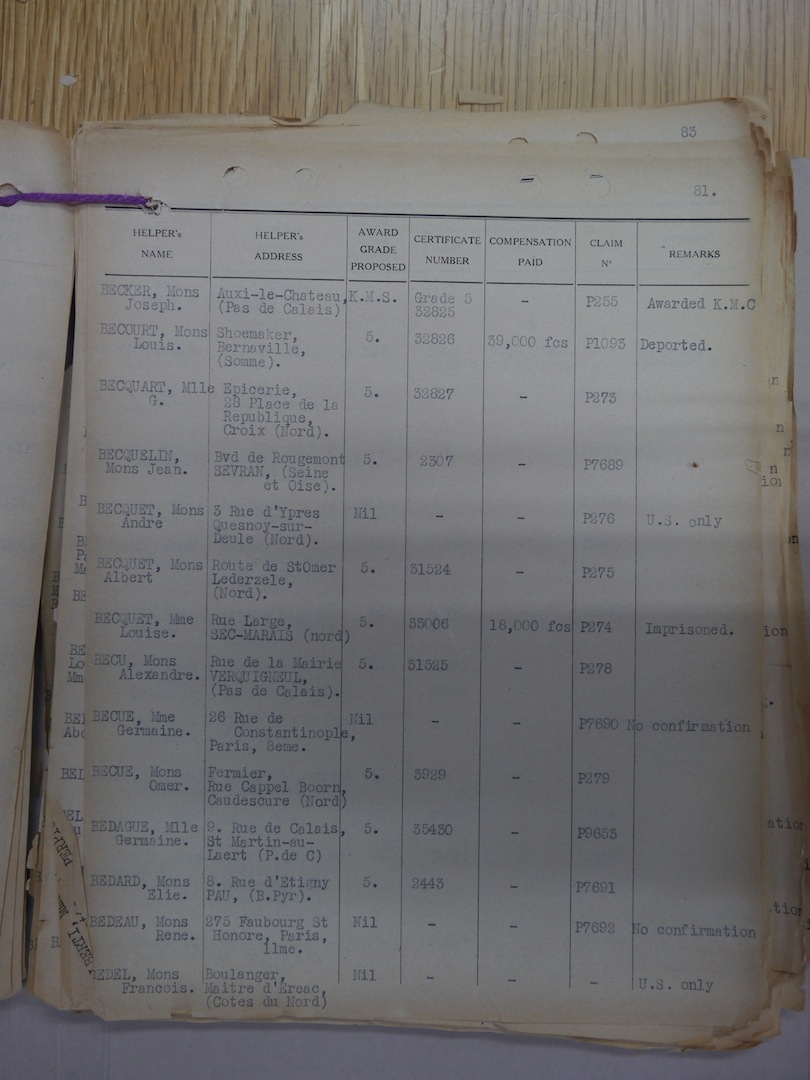 83
81.
HELPER's NAME HELPER's ADDRESS AWARD GRADE PROPOSED CERTIFICATE NUMBER COMPENSATION PAID CLAIM N° REMARKS
BECKER, Mons Auxi-le-Chateau, K.M.S. Grade 5 - P255 Awarded K.M.C
Joseph. (Pas de Calais) 32825
BECOURT, Mons Shoemaker, 5. 32826 39,000 fcs P1093 Deported.
Louis. Bernaville,
(Somme).
BECQUART, Mlle Epicerie, 5. 32827 - P273
G. 28 Place de la
Republique,
Croix (Nord).
BECQUELIN, Bvd de Rougemont 5. 2307 - P7689
Mons Jean. SEVRAN, (Seine
et Oise).
BECQUET, Mons 3 Rue d'Ypres Nil - - P276 U.S. only
Andre Quesnoy-sur-
Deule (Nord).
BECQUET, Mons Route de StOmer 5. 31524 - P275
Albert Lederzele,
(Nord).
BECQUET, Mme Rue Large, 5. 33006 18,000 fcs P274 Imprisoned.
Louise. SEC-MARAIS (nord)
BECU, Mons Rue de la Mairie 5. 31525 - P278
Alexandre. VERQUIGNEUL,
(Pas de Calais).
BECUE, Mme 26 Rue de Nil - - P7690 No confirmation
Germaine. Constantinople,
Paris, 8eme.
BECUE, Mons Fermier, 5. 3929 - P279
Omer. Rue Cappel Boorn,
Caudescure (Nord)
BEDAGUE, Mlle 9. Rue de Calais, 5. 35430 - P9653
Germaine. St Martin-au-
Laert (P.de C)
BEDARD, Mons 8. Rue d'Etigny 5. 2443 - P7691
Elie. PAU, (B.Pyr).
BEDEAU, Mons 275 Faubourg St Nil - - P7692 No confirmation
Rene. Honore, Paris,
11me.
BEDEL, Mons Boulanger, Nil - - - U.S. only
Francois. Maitre d'Ereac,
(Cotes du Nord)